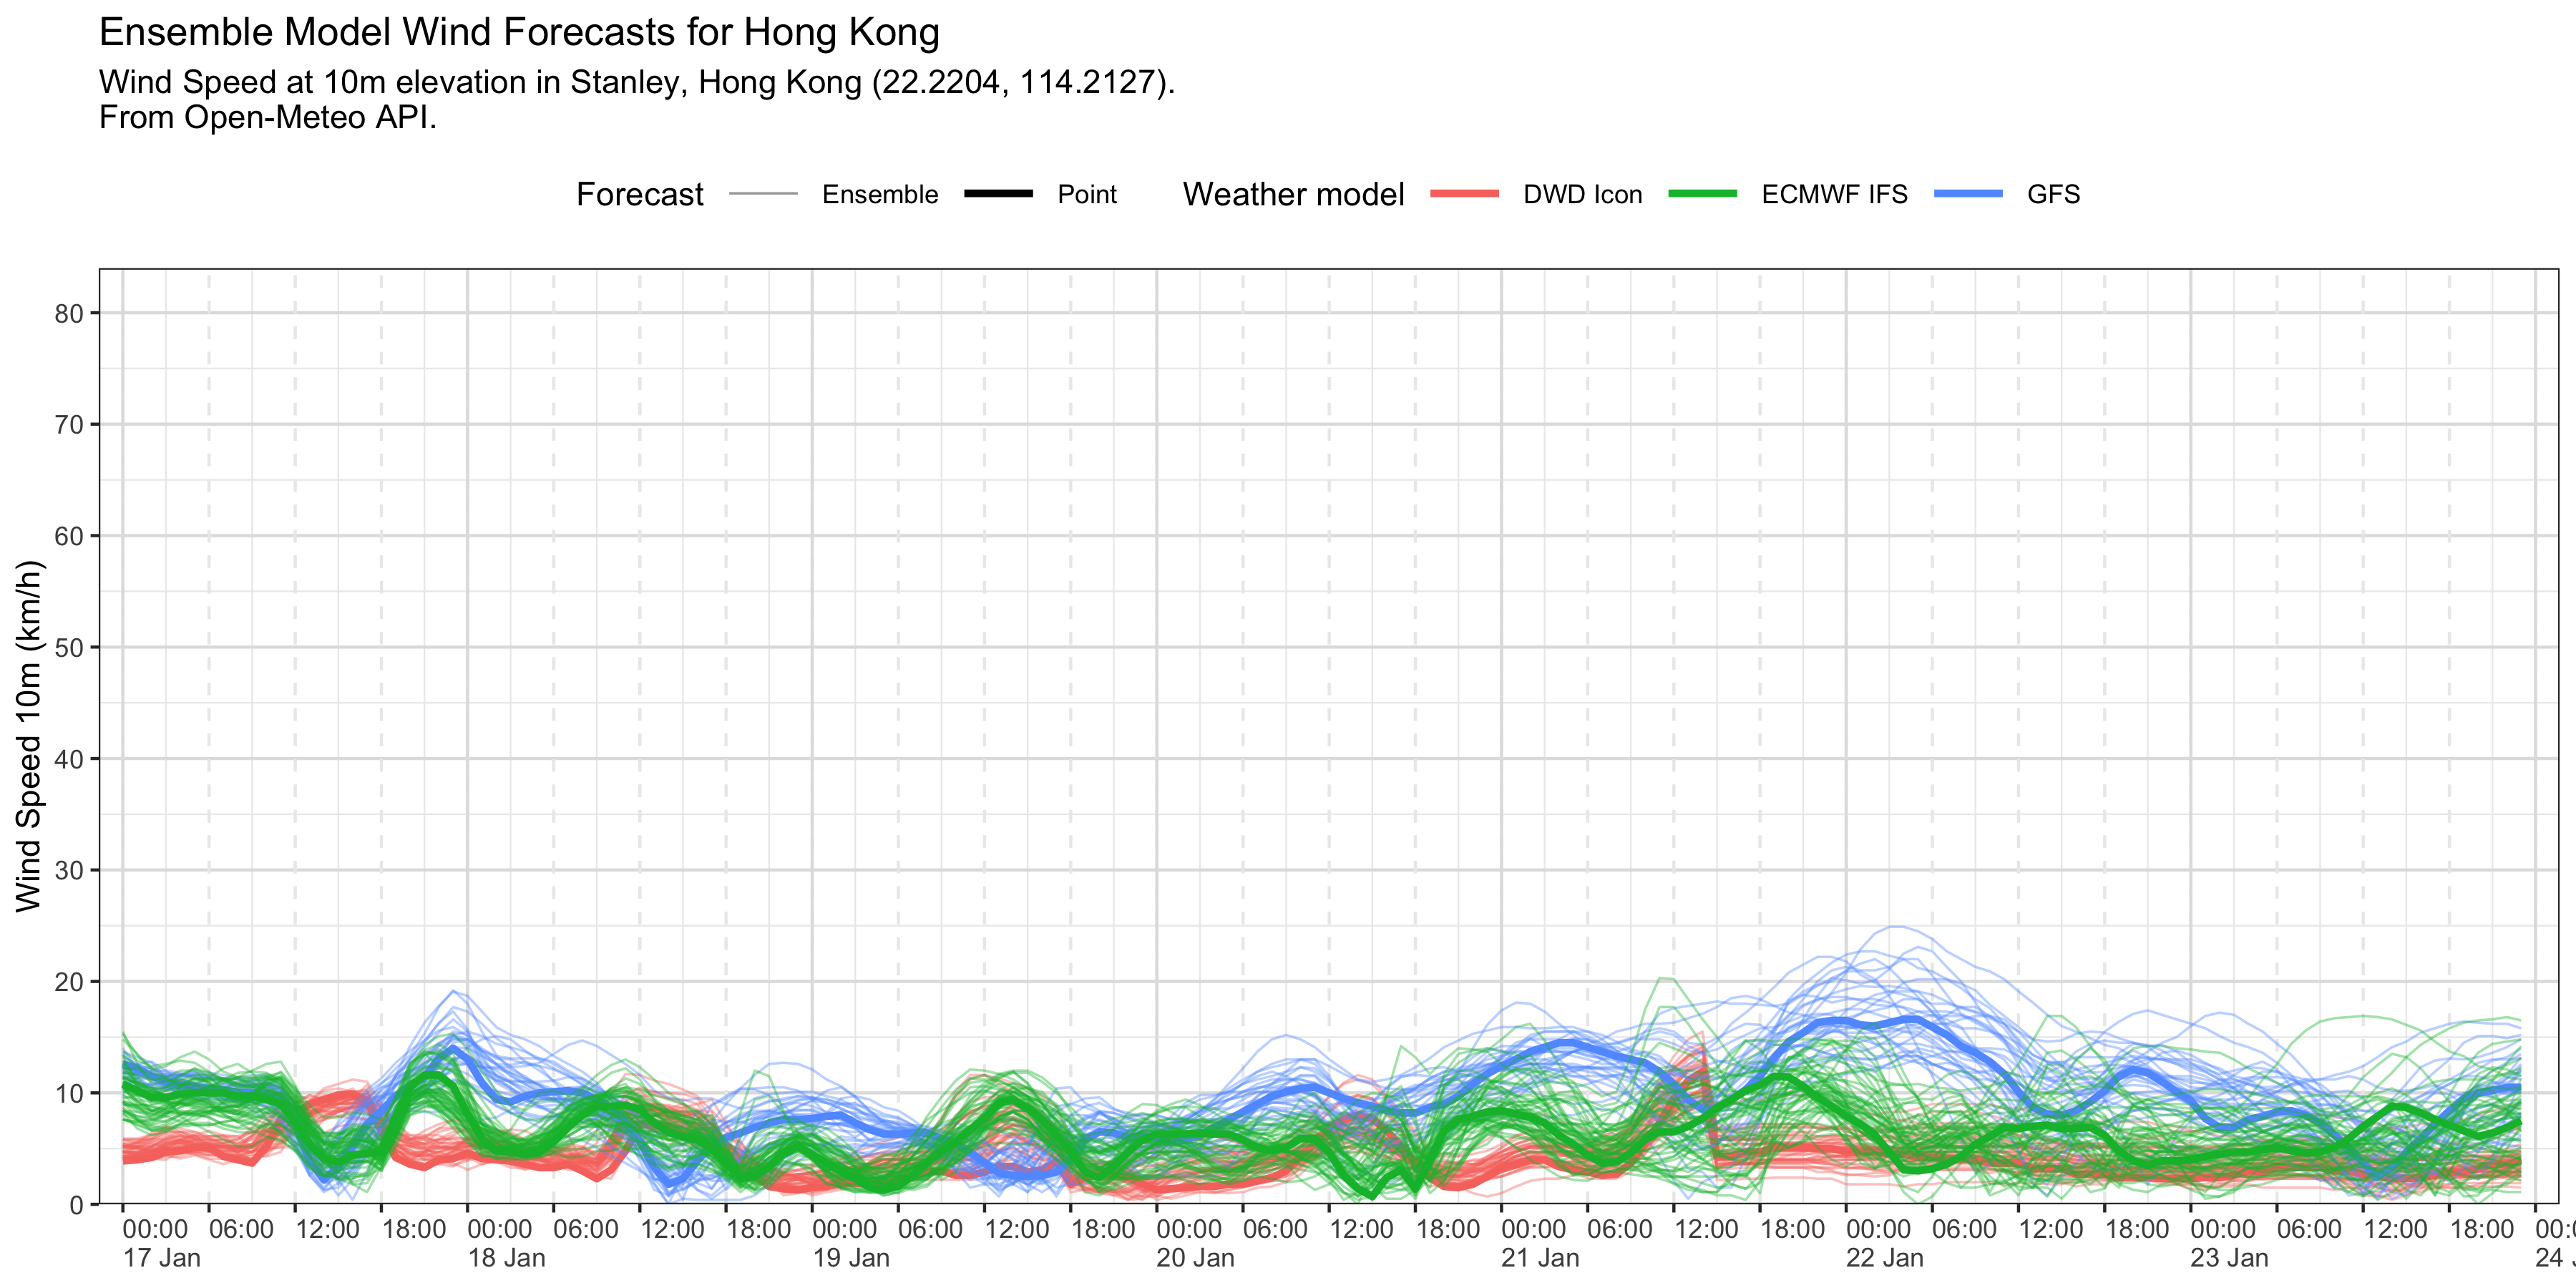 Ensemble Model Wind Forecasts for Hong Kong
Wind Speed at 10m elevation in Stanley, Hong Kong (22.2204, 114.2127).
From Open-Meteo API.
Forecast Ensemble Point Weather model DWD Icon ECMWF IFS GFS
Wind Speed 10m (km/h)
80
70
60
50
40
30
20
10
0
00:00 06:00 12:00 18:00 00:00 06:00 12:00 18:00 00:00 06:00 12:00 18:00 00:00 06:00 12:00 18:00 00:00 06:00 12:00 18:00 00:00 06:00 12:00 18:00 00:00 06:00 12:00 18:00 00:
17 Jan 18 Jan 19 Jan 20 Jan 21 Jan 22 Jan 23 Jan 24